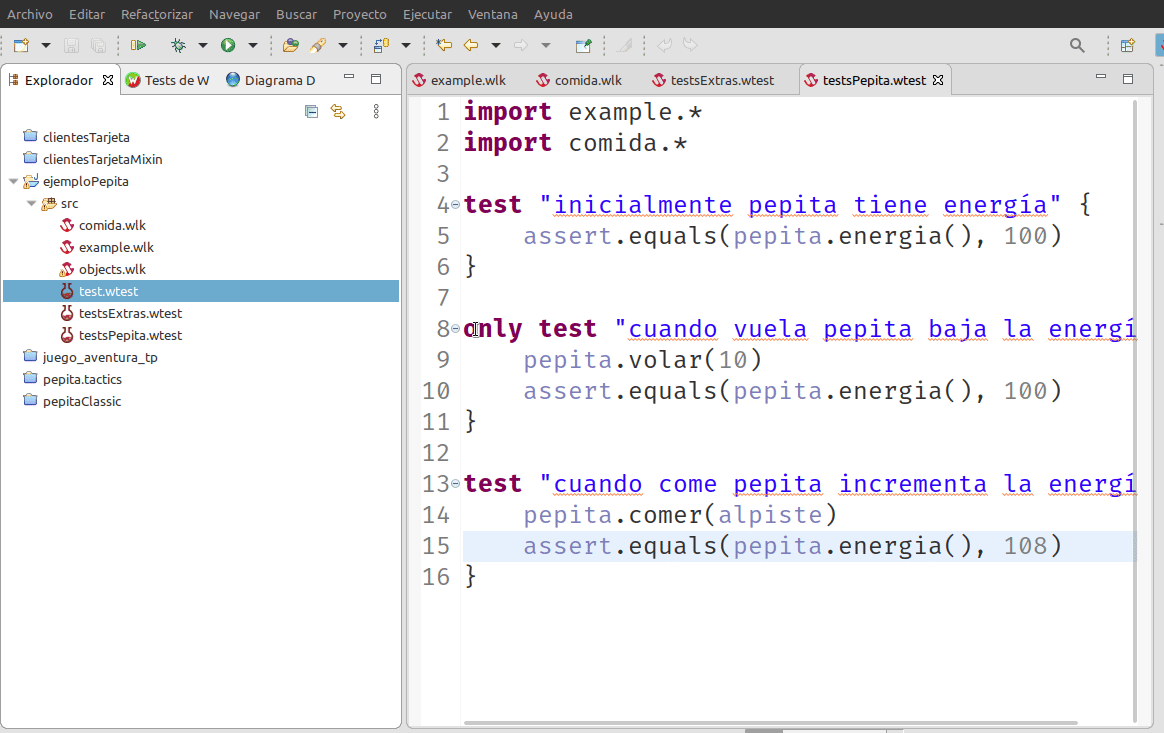 Archivo Editar Refactorizar Navegar Buscar Proyecto Ejecutar Ventana Ayuda
Explorador Tests de W Diagrama D
clientesTarjeta
clientesTarjetaMixin
ejemploPepita
src
comida.wlk
example.wlk
objects.wlk
test.wtest
testsExtras.wtest
testsPepita.wtest
juego_aventura_tp
pepita.tactics
pepitaClassic
example.wlk comida.wlk testsExtras.wtest testsPepita.wtest
1 import example.*
2 import comida.*
3
4 test "inicialmente pepita tiene energía" {
5 assert.equals(pepita.energia(), 100)
6 }
7
8 only test "cuando vuela pepita baja la energí
9 pepita.volar(10)
10 assert.equals(pepita.energia(), 100)
11 }
12
13 test "cuando come pepita incrementa la energí
14 pepita.comer(alpiste)
15 assert.equals(pepita.energia(), 108)
16 }